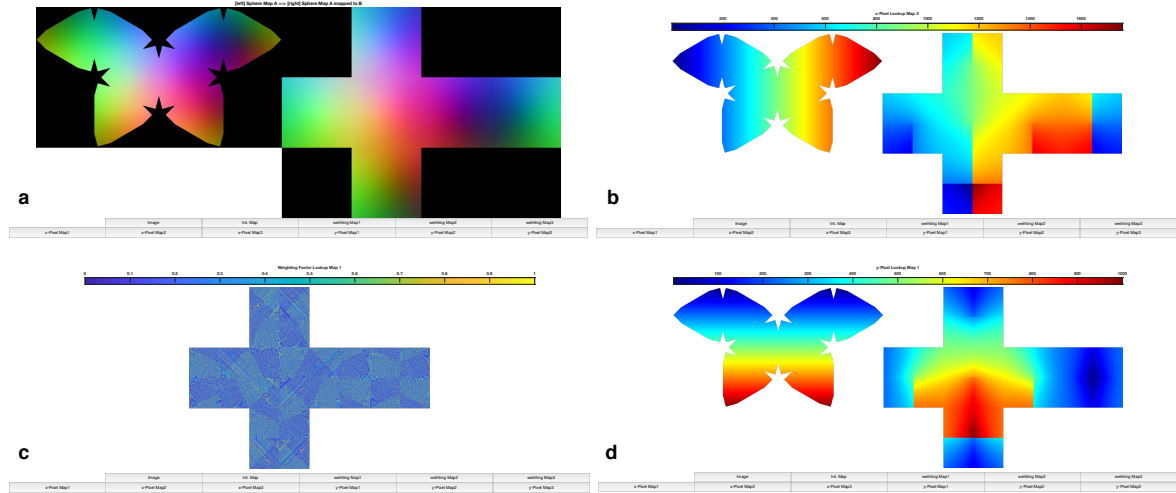 [left] Sphere Map A <-> [right] Sphere Map A mapped to B
a
Image Int. Map weihting Map1 weihting Map2 weihting Map3
x-Pixel Map1 x-Pixel Map2 x-Pixel Map3 y-Pixel Map1 y-Pixel Map2 y-Pixel Map3
x-Pixel Lookup Map 2
200 400 600 800 1000 1200 1400 1600
b
Image Int. Map weihting Map1 weihting Map2 weihting Map3
x-Pixel Map1 x-Pixel Map2 x-Pixel Map3 y-Pixel Map1 y-Pixel Map2 y-Pixel Map3
Weighting Factor Lookup Map 1
0 0.1 0.2 0.3 0.4 0.5 0.6 0.7 0.8 0.9 1
c
Image Int. Map weihting Map1 weihting Map2 weihting Map3
x-Pixel Map1 x-Pixel Map2 x-Pixel Map3 y-Pixel Map1 y-Pixel Map2 y-Pixel Map3
y-Pixel Lookup Map 1
100 200 300 400 500 600 700 800 900 1000
d
Image Int. Map weihting Map1 weihting Map2 weihting Map3
x-Pixel Map1 x-Pixel Map2 x-Pixel Map3 y-Pixel Map1 y-Pixel Map2 y-Pixel Map3